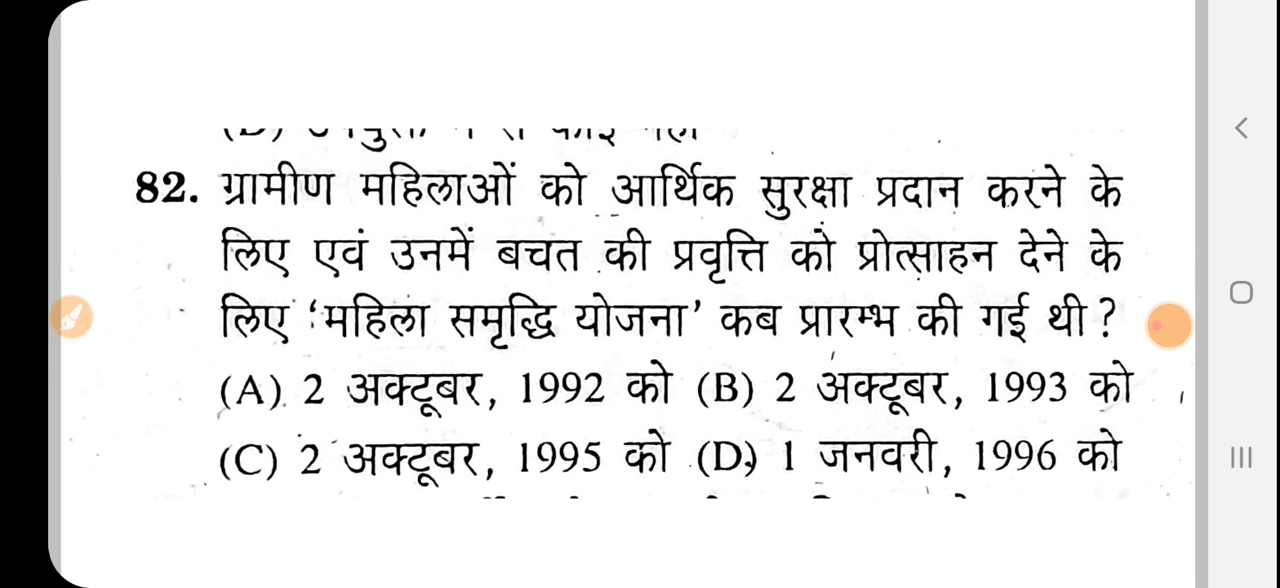 82. ग्रामीण महिलाओं को आर्थिक सुरक्षा प्रदान करने के
लिए एवं उनमें बचत की प्रवृत्ति को प्रोत्साहन देने के
लिए 'महिला समृद्धि योजना' कब प्रारम्भ की गई थी?
(A) 2 अक्टूबर, 1992 को (B) 2 अक्टूबर, 1993 को
(C) 2 अक्टूबर, 1995 को (D) 1 जनवरी, 1996 को